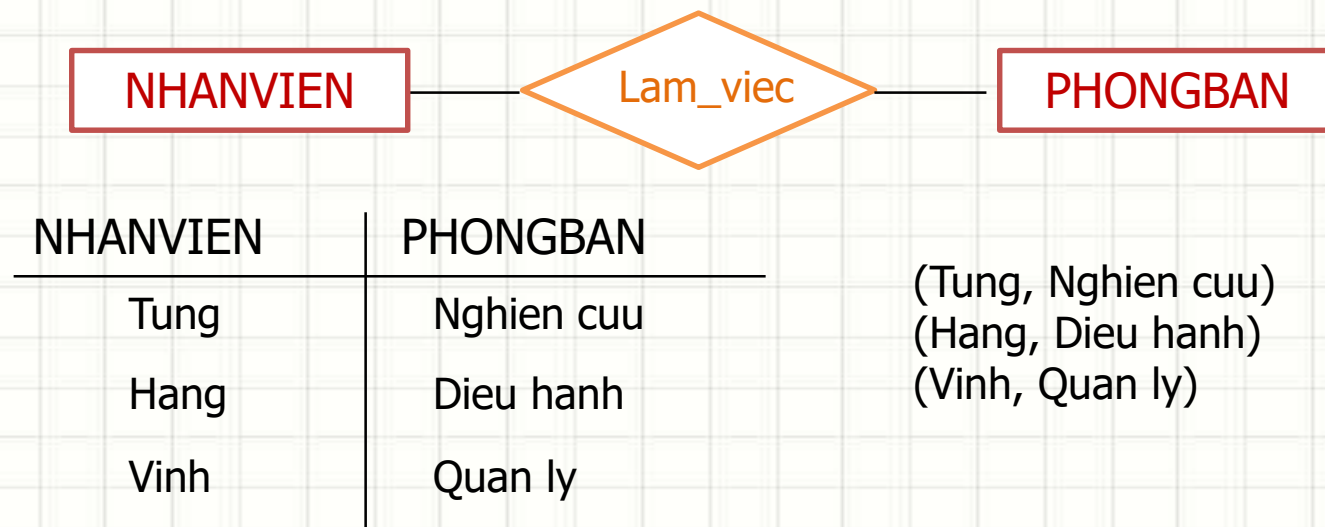 NHANVIEN Lam_viec PHONGBAN
NHANVIEN PHONGBAN
Tung Nghien cuu
Hang Dieu hanh
Vinh Quan ly
(Tung, Nghien cuu)
(Hang, Dieu hanh)
(Vinh, Quan ly)